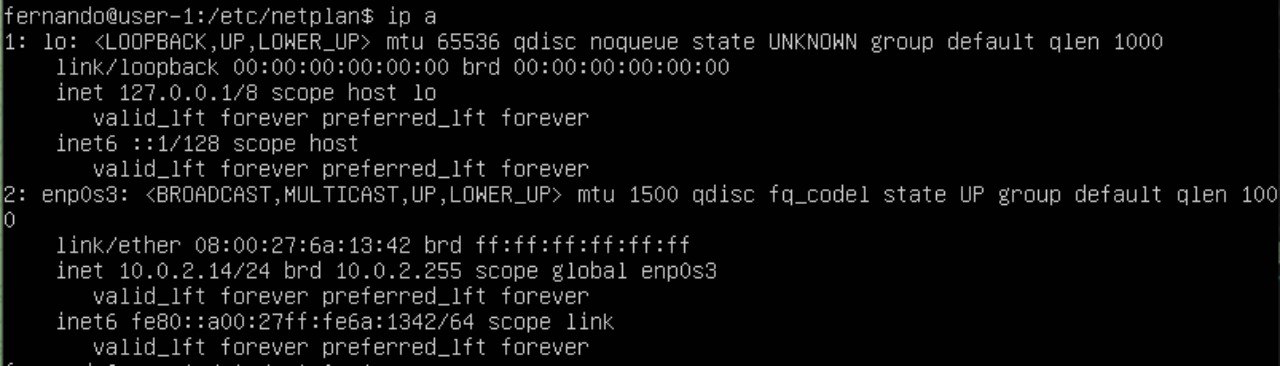 fernando@user-1:/etc/netplan$ ip a
1: lo: <LOOPBACK,UP,LOWER_UP> mtu 65536 qdisc noqueue state UNKNOWN group default qlen 1000
    link/loopback 00:00:00:00:00:00 brd 00:00:00:00:00:00
    inet 127.0.0.1/8 scope host lo
       valid_lft forever preferred_lft forever
    inet6 ::1/128 scope host
       valid_lft forever preferred_lft forever
2: enp0s3: <BROADCAST,MULTICAST,UP,LOWER_UP> mtu 1500 qdisc fq_codel state UP group default qlen 100
0
    link/ether 08:00:27:6a:13:42 brd ff:ff:ff:ff:ff:ff
    inet 10.0.2.14/24 brd 10.0.2.255 scope global enp0s3
       valid_lft forever preferred_lft forever
    inet6 fe80::a00:27ff:fe6a:1342/64 scope link
       valid_lft forever preferred_lft forever